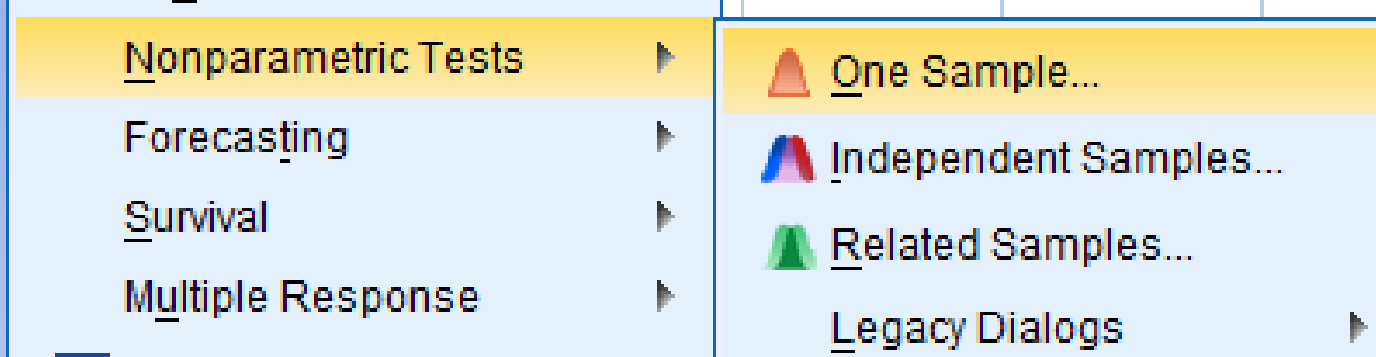 Nonparametric Tests
Forecasting
Survival
Multiple Response
One Sample...
Independent Samples...
Related Samples...
Legacy Dialogs